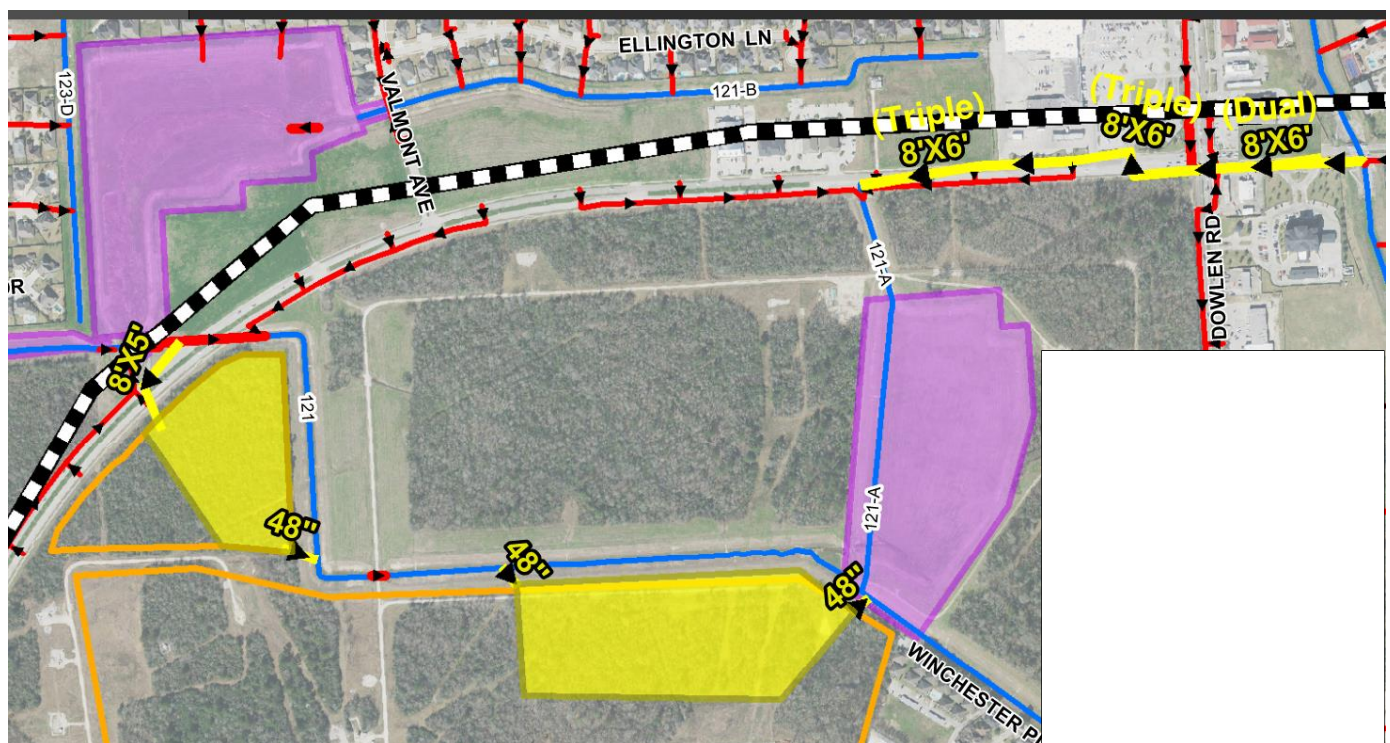 ELLINGTON LN
123-D
VALMONT AVE
121-B
(Triple)
8'X6'
(Triple)
8'X6'
(Dual)
8'X6'
DOWLEN RD
121-A
8'X5'
121
121-A
48"
48"
48"
WINCHESTER